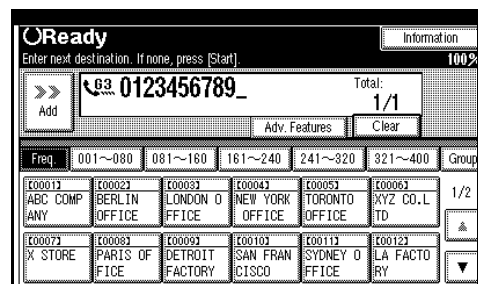 Ready
Information
Enter next destination. If none, press [Start].
100%
Add
G3 0123456789_
Total:
1/1
Adv. Features
Clear
Freq.
001~080
081~160
161~240
241~320
321~400
Group
[0001]
ABC COMP
ANY
[0002]
BERLIN
OFFICE
[0003]
LONDON O
FFICE
[0004]
NEW YORK
OFFICE
[0005]
TORONTO
OFFICE
[0006]
XYZ CO.L
TD
1/2
[0007]
X STORE
[0008]
PARIS OF
FICE
[0009]
DETROIT
FACTORY
[0010]
SAN FRAN
CISCO
[0011]
SYDNEY O
FFICE
[0012]
LA FACTO
RY